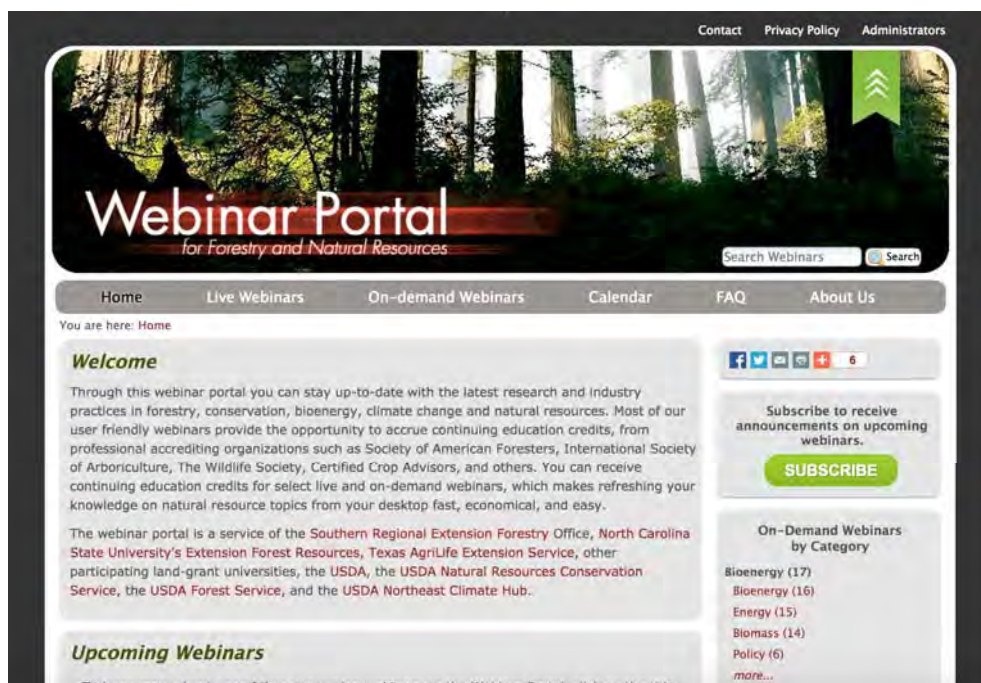 Contact Privacy Policy Administrators
Webinar Portal
for Forestry and Natural Resources
Search Webinars Search
Home Live Webinars On-demand Webinars Calendar FAQ About Us
You are here: Home
Welcome
Through this webinar portal you can stay up-to-date with the latest research and industry
practices in forestry, conservation, bioenergy, climate change and natural resources. Most of our
user friendly webinars provide the opportunity to accrue continuing education credits, from
professional accrediting organizations such as Society of American Foresters, International Society
of Arboriculture, The Wildlife Society, Certified Crop Advisors, and others. You can receive
continuing education credits for select live and on-demand webinars, which makes refreshing your
knowledge on natural resource topics from your desktop fast, economical, and easy.
The webinar portal is a service of the Southern Regional Extension Forestry Office, North Carolina
State University's Extension Forest Resources, Texas AgriLife Extension Service, other
participating land-grant universities, the USDA, the USDA Natural Resources Conservation
Service, the USDA Forest Service, and the USDA Northeast Climate Hub.
Upcoming Webinars
6
Subscribe to receive
announcements on upcoming
webinars.
SUBSCRIBE
On-Demand Webinars
by Category
Bioenergy (17)
Bioenergy (16)
Energy (15)
Biomass (14)
Policy (6)
more...